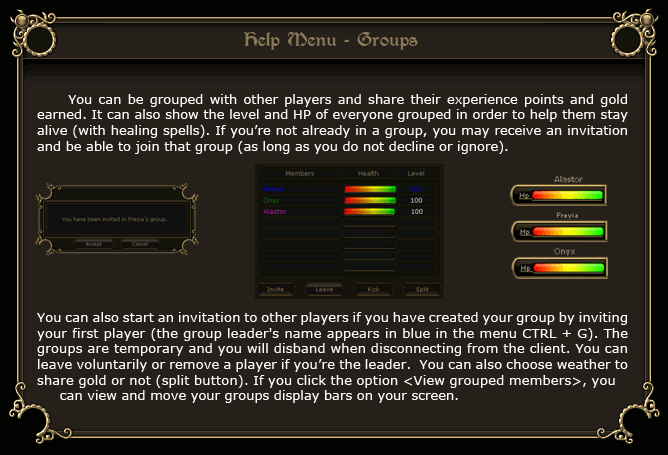 Help Menu - Groups
You can be grouped with other players and share their experience points and gold
earned. It can also show the level and HP of everyone grouped in order to help them stay
alive (with healing spells). If you’re not already in a group, you may receive an invitation
and be able to join that group (as long as you do not decline or ignore).
You have been invited in Freyia's group.
Accept Cancel
Members Health Level
Freyia 100
Onyx 100
Alastor 100
Invite Leave Kick Split
Alastor
Hp
Freyia
Hp
Onyx
Hp
You can also start an invitation to other players if you have created your group by inviting
your first player (the group leader's name appears in blue in the menu CTRL + G). The
groups are temporary and you will disband when disconnecting from the client. You can
leave voluntarily or remove a player if you’re the leader. You can also choose weather to
share gold or not (split button). If you click the option <View grouped members>, you
can view and move your groups display bars on your screen.